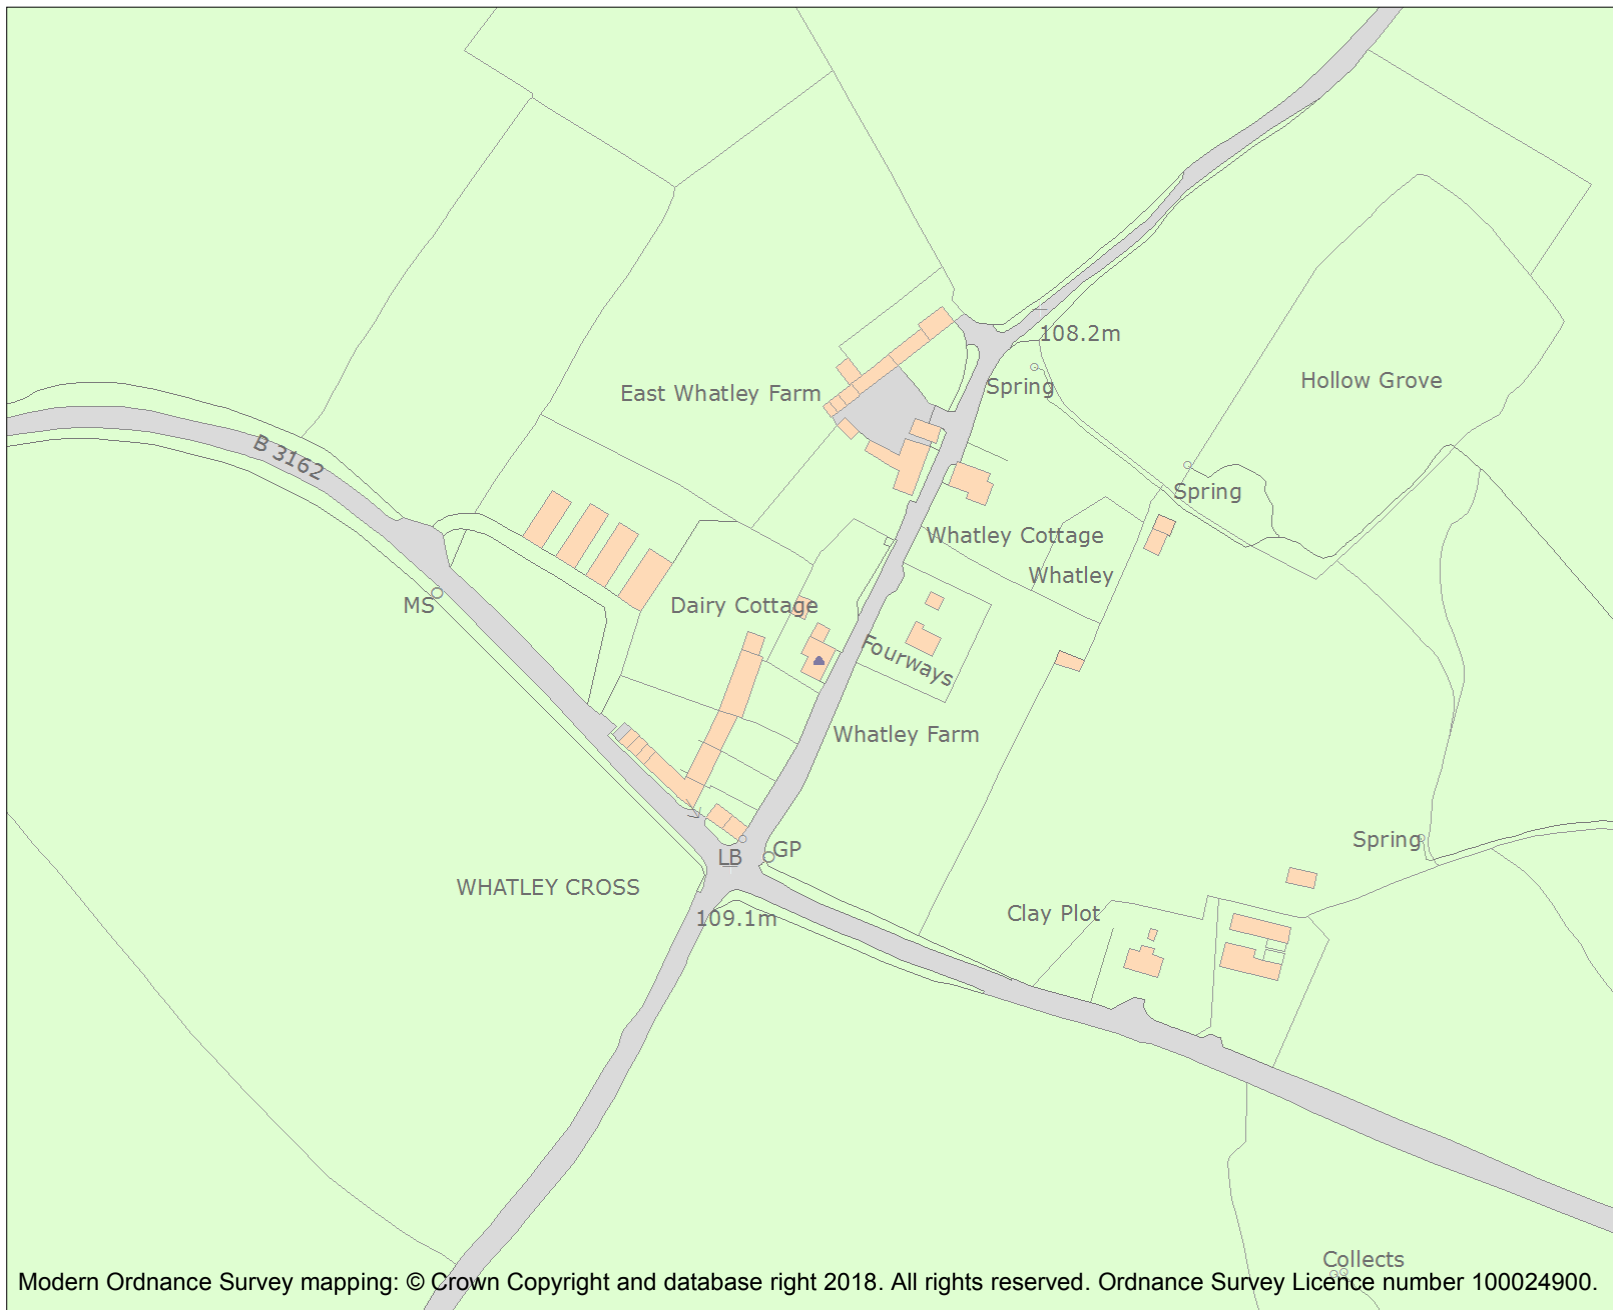 108.2m
Spring
East Whatley Farm
Hollow Grove
B 3162
Spring
Whatley Cottage
Whatley
MS
Dairy Cottage
Fourways
Whatley Farm
Spring
GP
LB
WHATLEY CROSS
109.1m
Clay Plot
Collects
Modern Ordnance Survey mapping: © Crown Copyright and database right 2018. All rights reserved. Ordnance Survey Licence number 100024900.